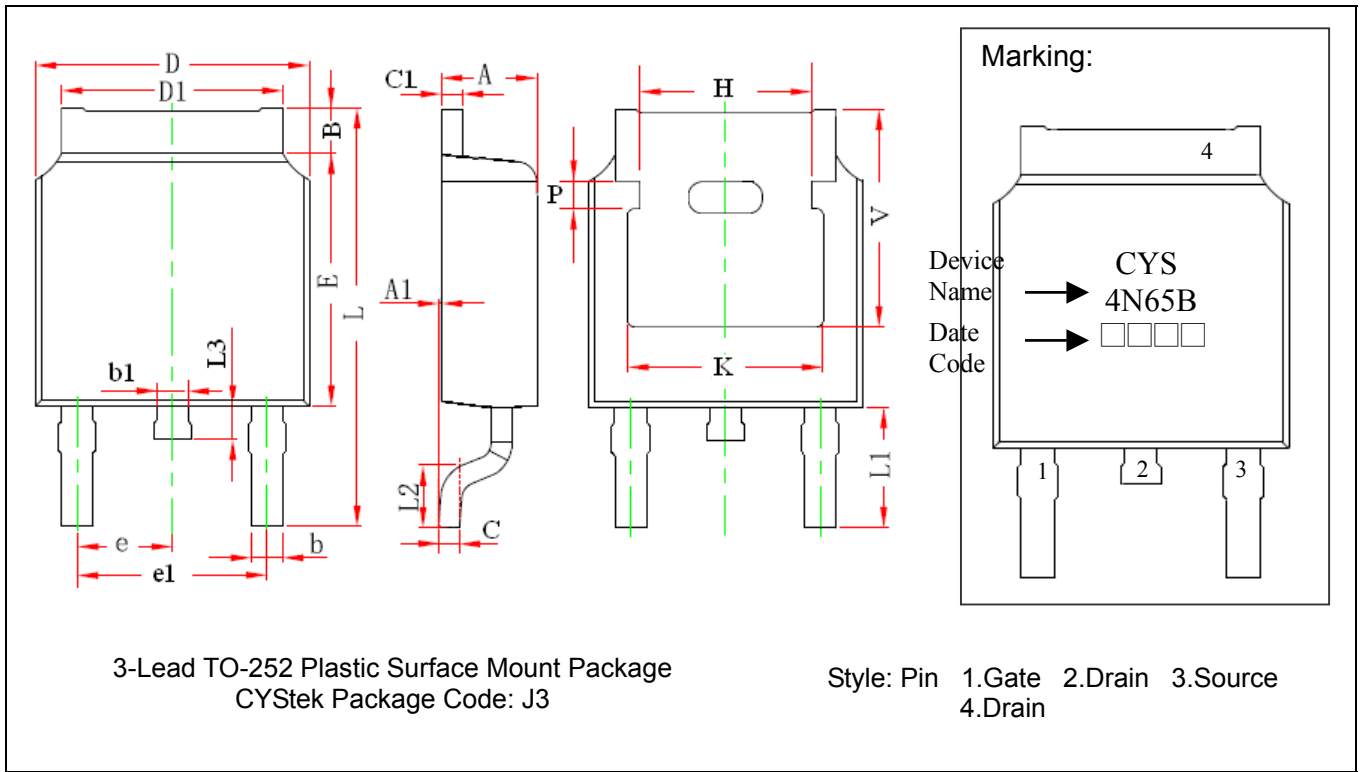 D
D1
B
E
L
L3
b1
e
e1
b
C1
A
A1
L2
C
H
P
V
K
L1
Marking:
4
Device
Name
CYS
4N65B
Date
Code
□□□□
1
2
3
3-Lead TO-252 Plastic Surface Mount Package
CYStek Package Code: J3
Style: Pin 1.Gate 2.Drain 3.Source
4.Drain